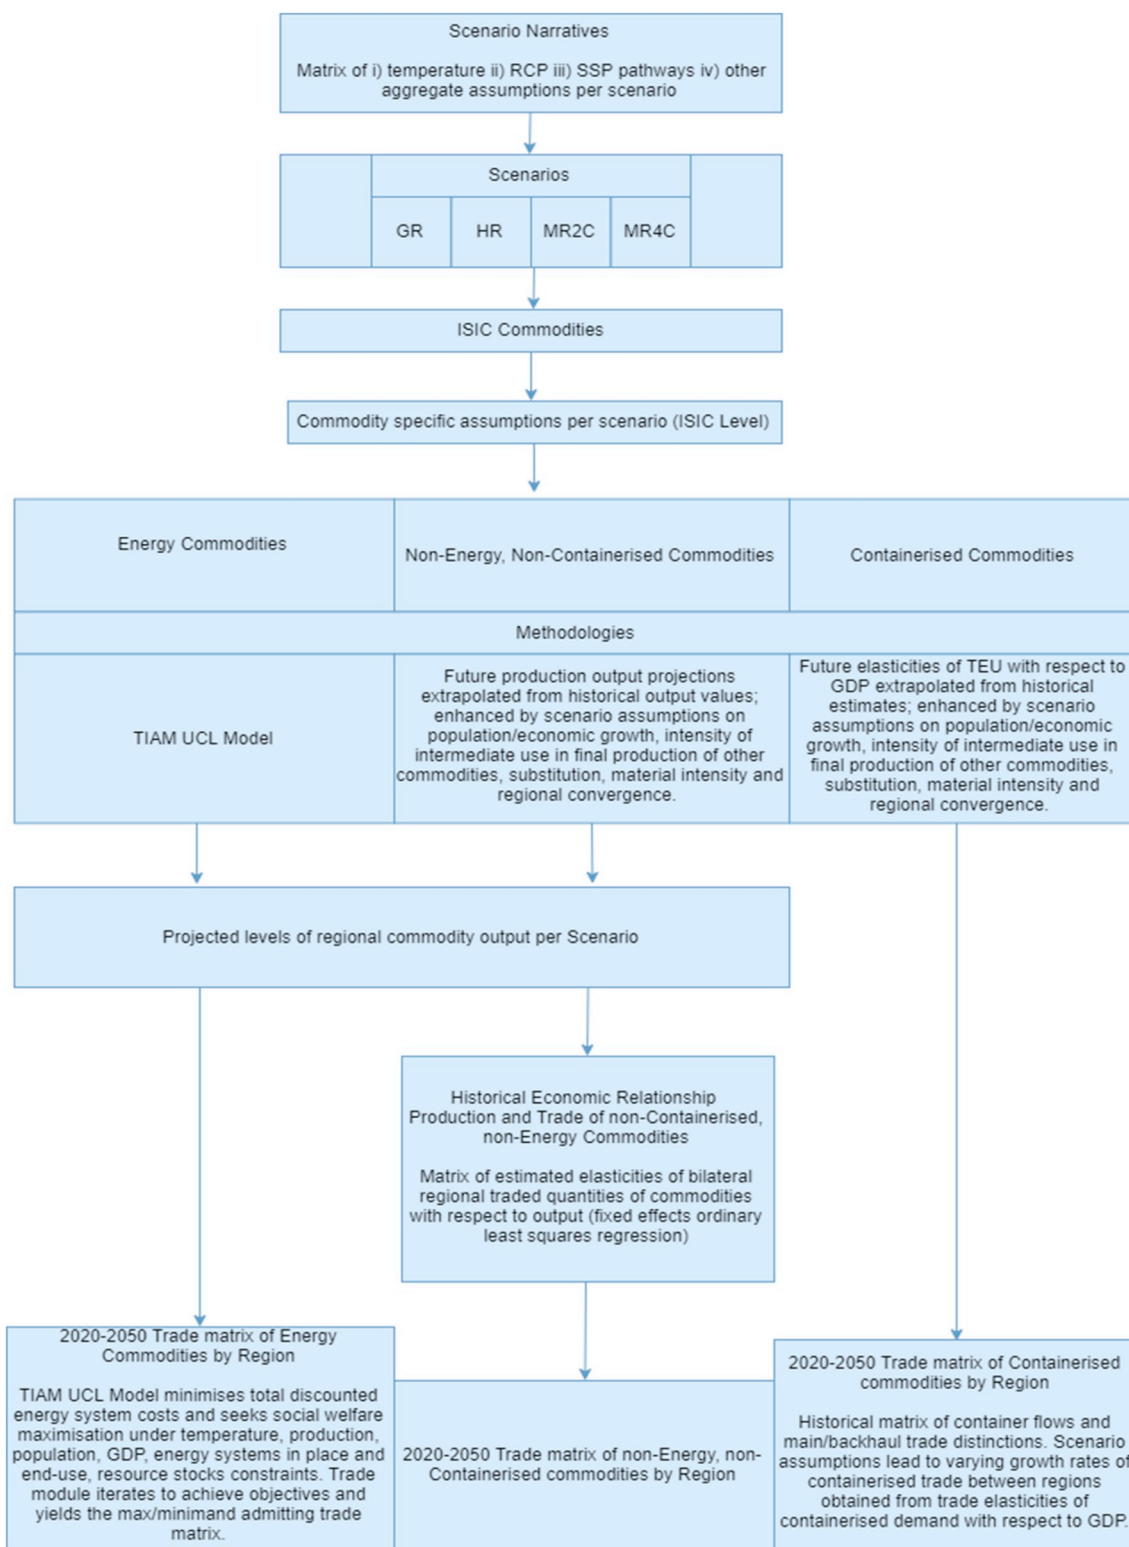 Scenario Narratives
Matrix of i) temperature ii) RCP iii) SSP pathways iv) other
aggregate assumptions per scenario
Scenarios
GR
HR
MR2C
MR4C
ISIC Commodities
Commodity specific assumptions per scenario (ISIC Level)
Energy Commodities
Non-Energy, Non-Containerised Commodities
Containerised Commodities
Methodologies
TIAM UCL Model
Future production output projections
extrapolated from historical output values;
enhanced by scenario assumptions on
population/economic growth, intensity of
intermediate use in final production of other
commodities, substitution, material intensity and
regional convergence.
Future elasticities of TEU with respect to
GDP extrapolated from historical
estimates; enhanced by scenario
assumptions on population/economic
growth, intensity of intermediate use in
final production of other commodities,
substitution, material intensity and
regional convergence.
Projected levels of regional commodity output per Scenario
Historical Economic Relationship
Production and Trade of non-Containerised,
non-Energy Commodities
Matrix of estimated elasticities of bilateral
regional traded quantities of commodities
with respect to output (fixed effects ordinary
least squares regression)
2020-2050 Trade matrix of Energy
Commodities by Region
TIAM UCL Model minimises total discounted
energy system costs and seeks social welfare
maximisation under temperature, production,
population, GDP, energy systems in place and
end-use, resource stocks constraints. Trade
module iterates to achieve objectives and
yields the max/minimand admitting trade
matrix.
2020-2050 Trade matrix of non-Energy, non-
Containerised commodities by Region
2020-2050 Trade matrix of Containerised
commodities by Region
Historical matrix of container flows and
main/backhaul trade distinctions. Scenario
assumptions lead to varying growth rates of
containerised trade between regions
obtained from trade elasticities of
containerised demand with respect to GDP.